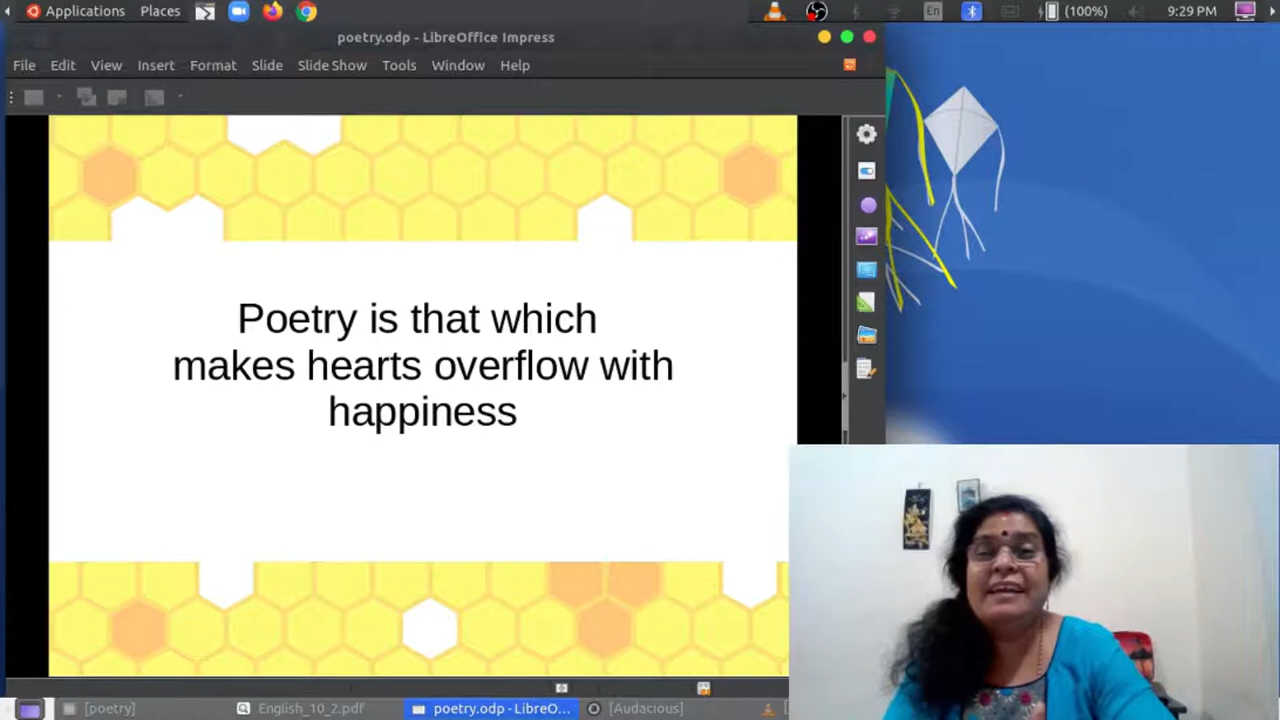 Applications Places En (100%) 9:29 PM
poetry.odp - LibreOffice Impress
File Edit View Insert Format Slide Slide Show Tools Window Help
Poetry is that which
makes hearts overflow with
happiness
[poetry] English_10_2.pdf poetry.odp - LibreO... [Audacious] [